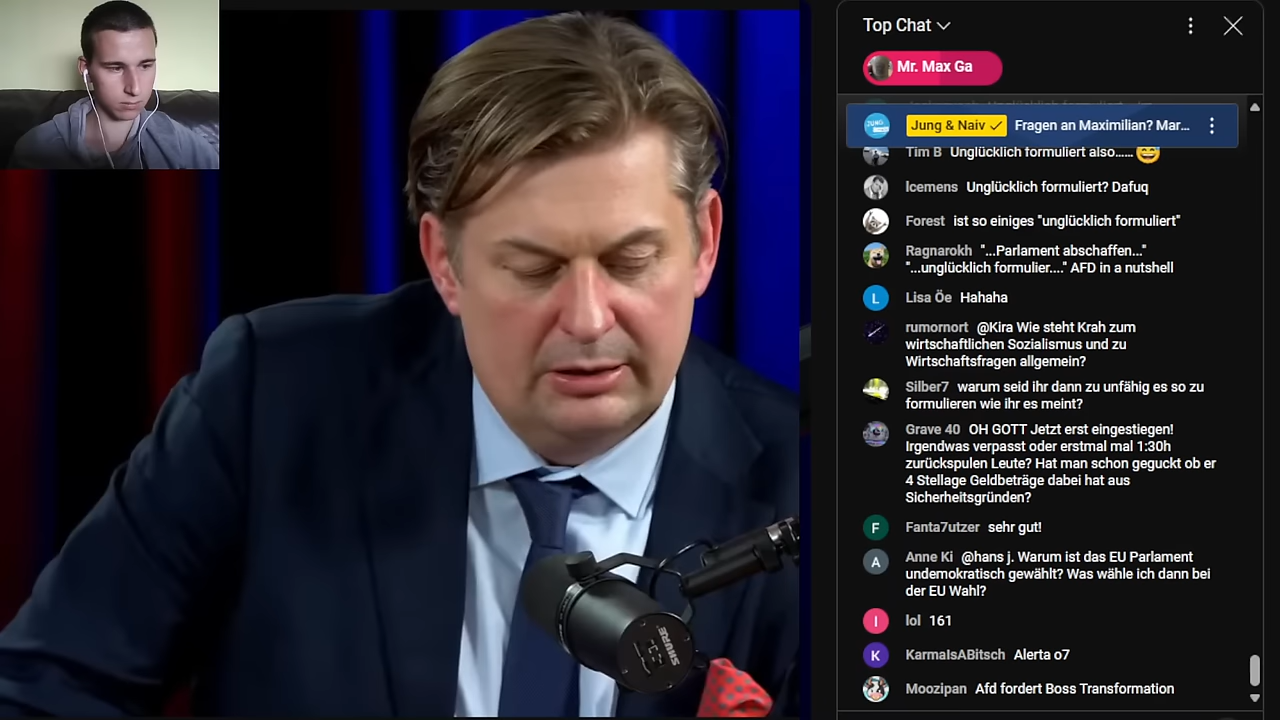 Top Chat
Mr. Max Ga
Jung & Naiv Fragen an Maximilian? Mar...
Tim B Unglücklich formuliert also...... 😄
lcemens Unglücklich formuliert? Dafuq
Forest ist so einiges "unglücklich formuliert"
Ragnarokh "...Parlament abschaffen..."
"...unglücklich formulier...." AFD in a nutshell
L
Lisa Öe Hahaha
rumornort @Kira Wie steht Krah zum
wirtschaftlichen Sozialismus und zu
Wirtschaftsfragen allgemein?
Silber7 warum seid ihr dann zu unfähig es so zu
formulieren wie ihr es meint?
Grave 40 OH GOTT Jetzt erst eingestiegen!
Irgendwas verpasst oder erstmal mal 1:30h
zurückspulen Leute? Hat man schon geguckt ob er
4 Stellage Geldbeträge dabei hat aus
Sicherheitsgründen?
F
Fanta7utzer sehr gut!
A
Anne Ki @hans j. Warum ist das EU Parlament
undemokratisch gewählt? Was wähle ich dann bei
der EU Wahl?
l
lol 161
K
KarmaIsABitsch Alerta o7
Moozipan Afd fordert Boss Transformation
SHURE